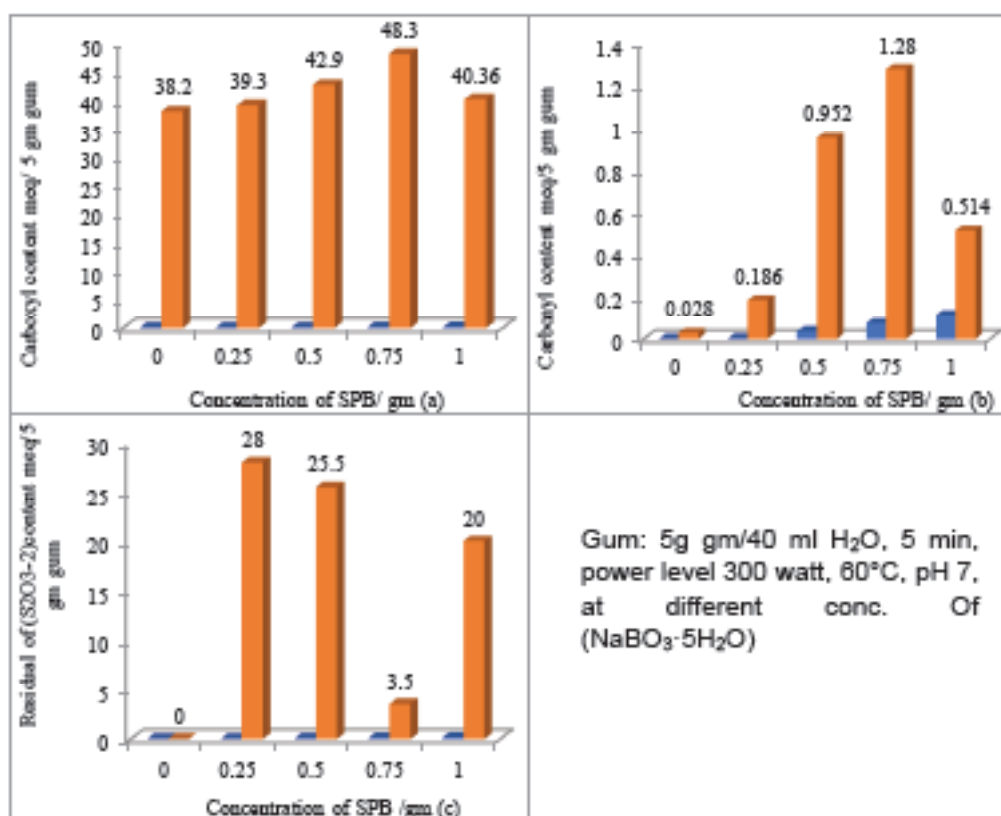 Carboxyl content meq/ 5 gm gum
50
45
40
35
30
25
20
15
10
5
0
38.2
39.3
42.9
48.3
40.36
0 0.25 0.5 0.75 1
Concentration of SPB/ gm (a)
Carbonyl content meq/5 gm gum
1.4
1.2
1
0.8
0.6
0.4
0.2
0
0.028
0.186
0.952
1.28
0.514
0 0.25 0.5 0.75 1
Concentration of SPB/ gm (b)
Residual of (S2O3-2)content meq/5
gm gum
30
25
20
15
10
5
0
0
28
25.5
3.5
20
0 0.25 0.5 0.75 1
Concentration of SPB /gm (c)
Gum: 5g gm/40 ml H₂O, 5 min,
power level 300 watt, 60°C, pH 7,
at different conc. Of
(NaBO₃·5H₂O)